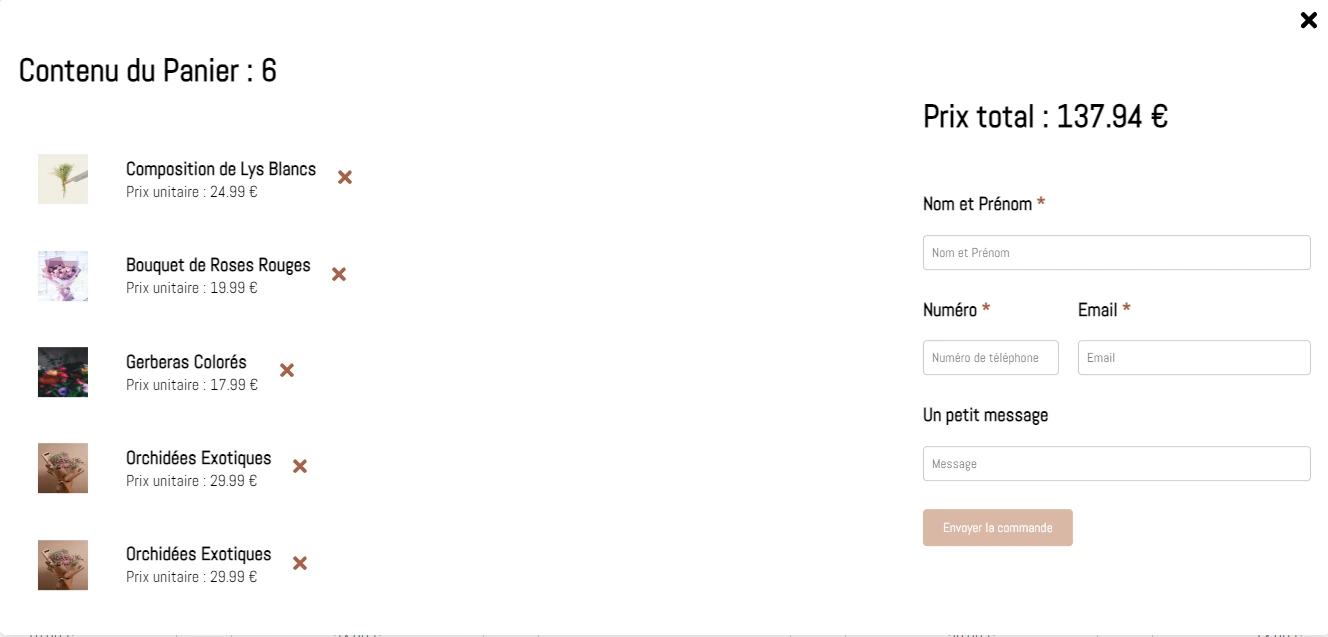 Contenu du Panier : 6
Composition de Lys Blancs
Prix unitaire : 24.99 €
Bouquet de Roses Rouges
Prix unitaire : 19.99 €
Gerberas Colorés
Prix unitaire : 17.99 €
Orchidées Exotiques
Prix unitaire : 29.99 €
Orchidées Exotiques
Prix unitaire : 29.99 €
Prix total : 137.94 €
Nom et Prénom *
Nom et Prénom
Numéro * Email *
Numéro de téléphone Email
Un petit message
Message
Envoyer la commande